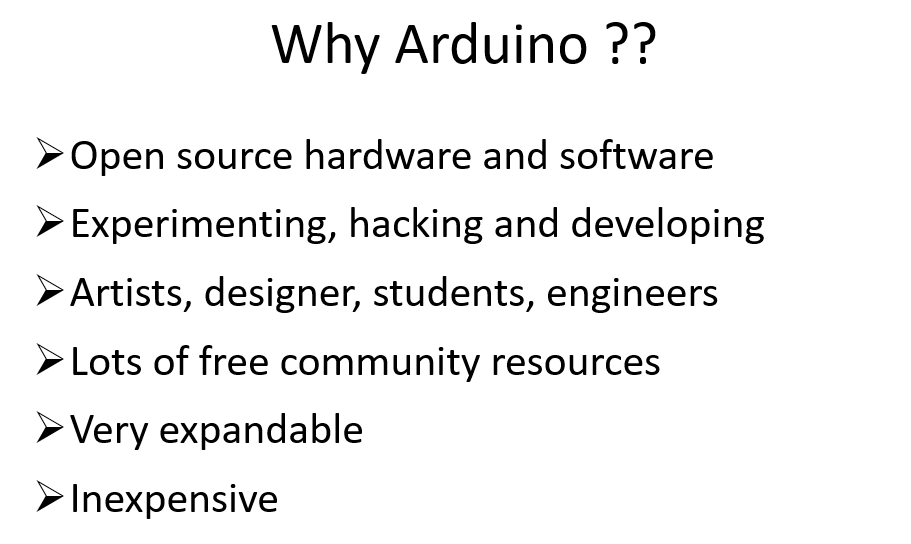 Why Arduino ??
➢Open source hardware and software
➢Experimenting, hacking and developing
➢Artists, designer, students, engineers
➢Lots of free community resources
➢Very expandable
➢Inexpensive